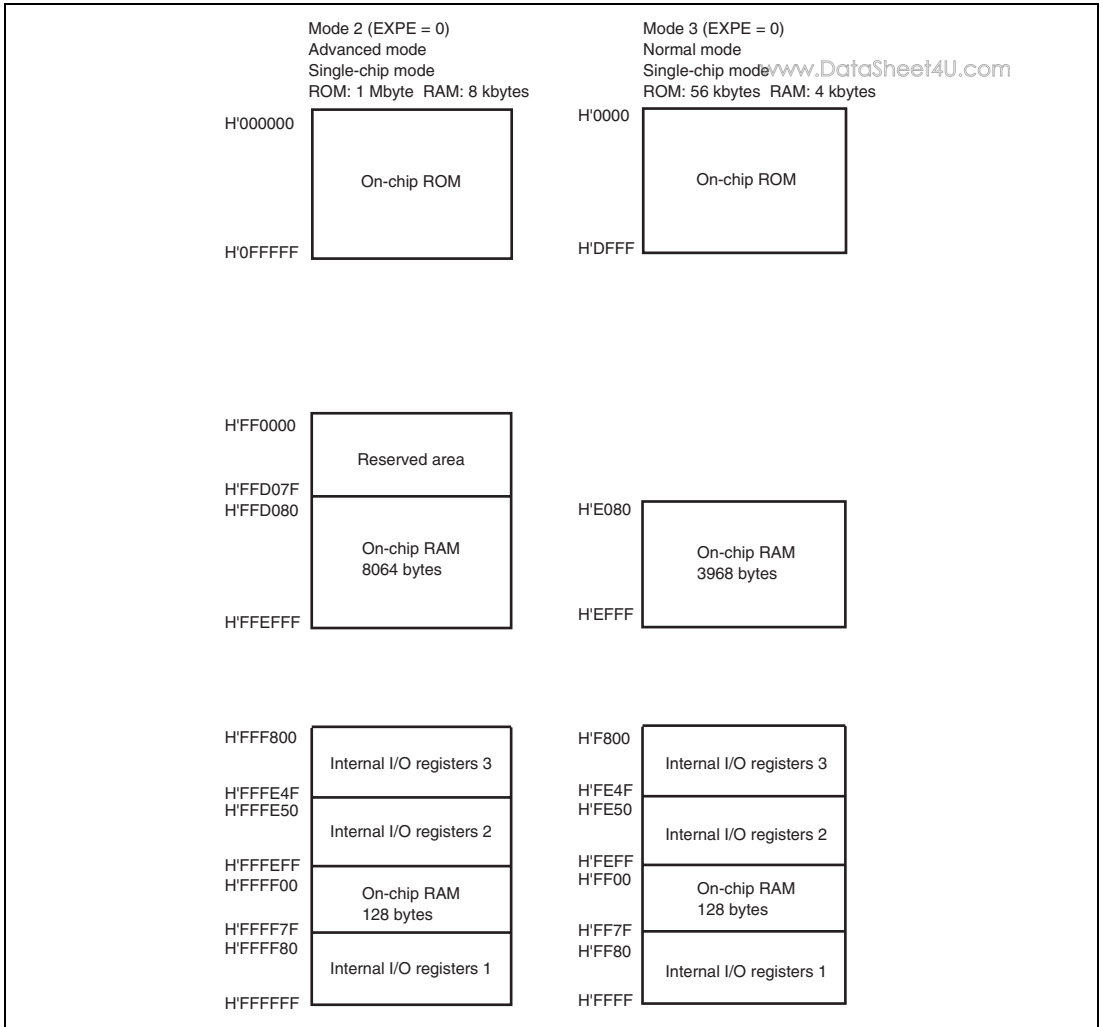 Mode 2 (EXPE = 0)
Advanced mode
Single-chip mode
ROM: 1 Mbyte RAM: 8 kbytes
H'000000
On-chip ROM
H'0FFFFF
H'FF0000
Reserved area
H'FFD07F
H'FFD080
On-chip RAM
8064 bytes
H'FFEFFF
H'FFF800
Internal I/O registers 3
H'FFFE4F
H'FFFE50
Internal I/O registers 2
H'FFFEFF
H'FFFF00
On-chip RAM
128 bytes
H'FFFF7F
H'FFFF80
Internal I/O registers 1
H'FFFFFF
Mode 3 (EXPE = 0)
Normal mode
Single-chip mode
www.DataSheet4U.com
ROM: 56 kbytes RAM: 4 kbytes
H'0000
On-chip ROM
H'DFFF
H'E080
On-chip RAM
3968 bytes
H'EFFF
H'F800
Internal I/O registers 3
H'FE4F
H'FE50
Internal I/O registers 2
H'FEFF
H'FF00
On-chip RAM
128 bytes
H'FF7F
H'FF80
Internal I/O registers 1
H'FFFF